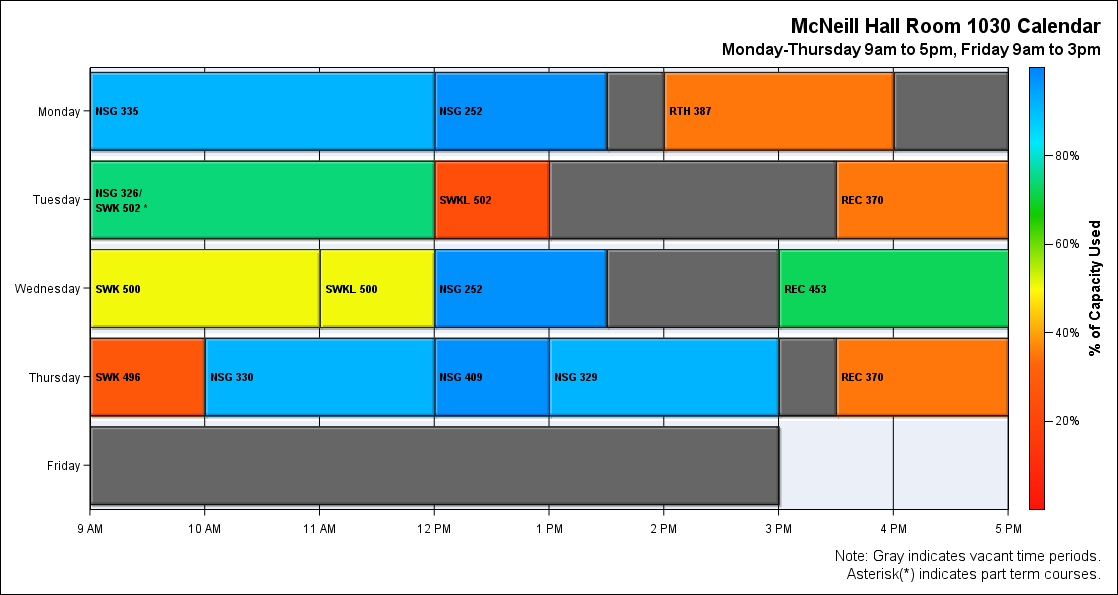 McNeill Hall Room 1030 Calendar
Monday-Thursday 9am to 5pm, Friday 9am to 3pm
Monday
NSG 335
NSG 252
RTH 387
Tuesday
NSG 326/
SWK 502 *
SWKL 502
REC 370
Wednesday
SWK 500
SWKL 500
NSG 252
REC 453
Thursday
SWK 496
NSG 330
NSG 409
NSG 329
REC 370
Friday
9 AM
10 AM
11 AM
12 PM
1 PM
2 PM
3 PM
4 PM
5 PM
80%
60%
40%
20%
% of Capacity Used
Note: Gray indicates vacant time periods.
Asterisk(*) indicates part term courses.